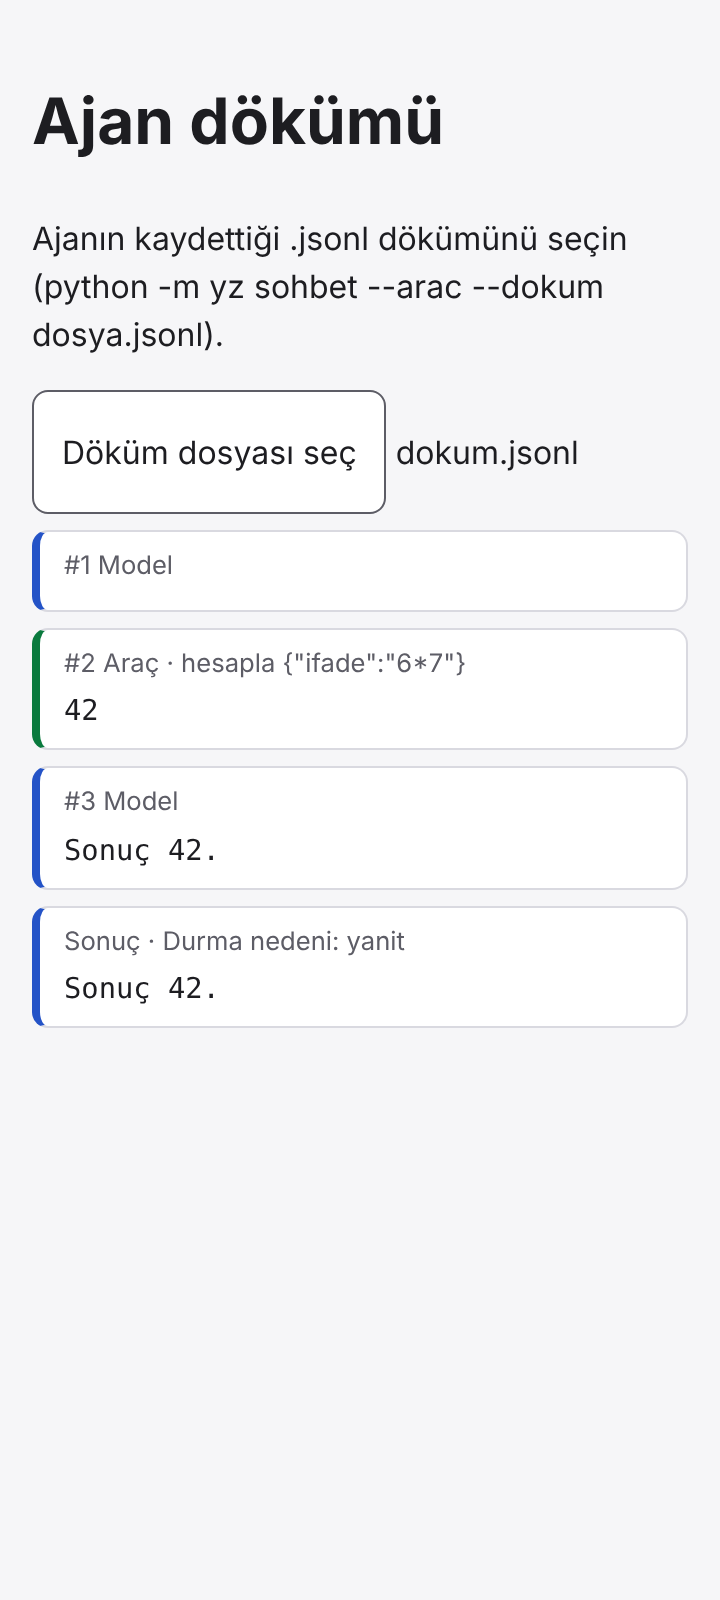 Ajan dökümü
Ajanın kaydettiği .jsonl dökümünü seçin
(python -m yz sohbet --arac --dokum
dosya.jsonl).
Döküm dosyası seç dokum.jsonl
#1 Model
#2 Araç · hesapla {"ifade":"6*7"}
42
#3 Model
Sonuç 42.
Sonuç · Durma nedeni: yanit
Sonuç 42.